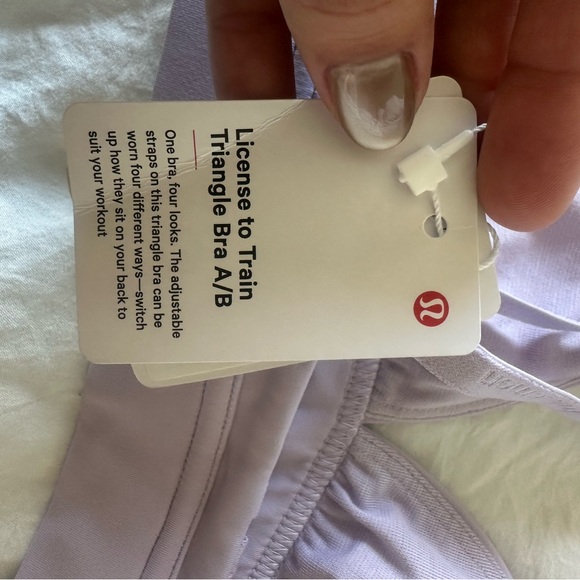 License to Train
Triangle Bra A/B
One bra, four looks. The adjustable
straps on this triangle bra can be
worn four different ways—switch
up how they sit on your back to
suit your workout